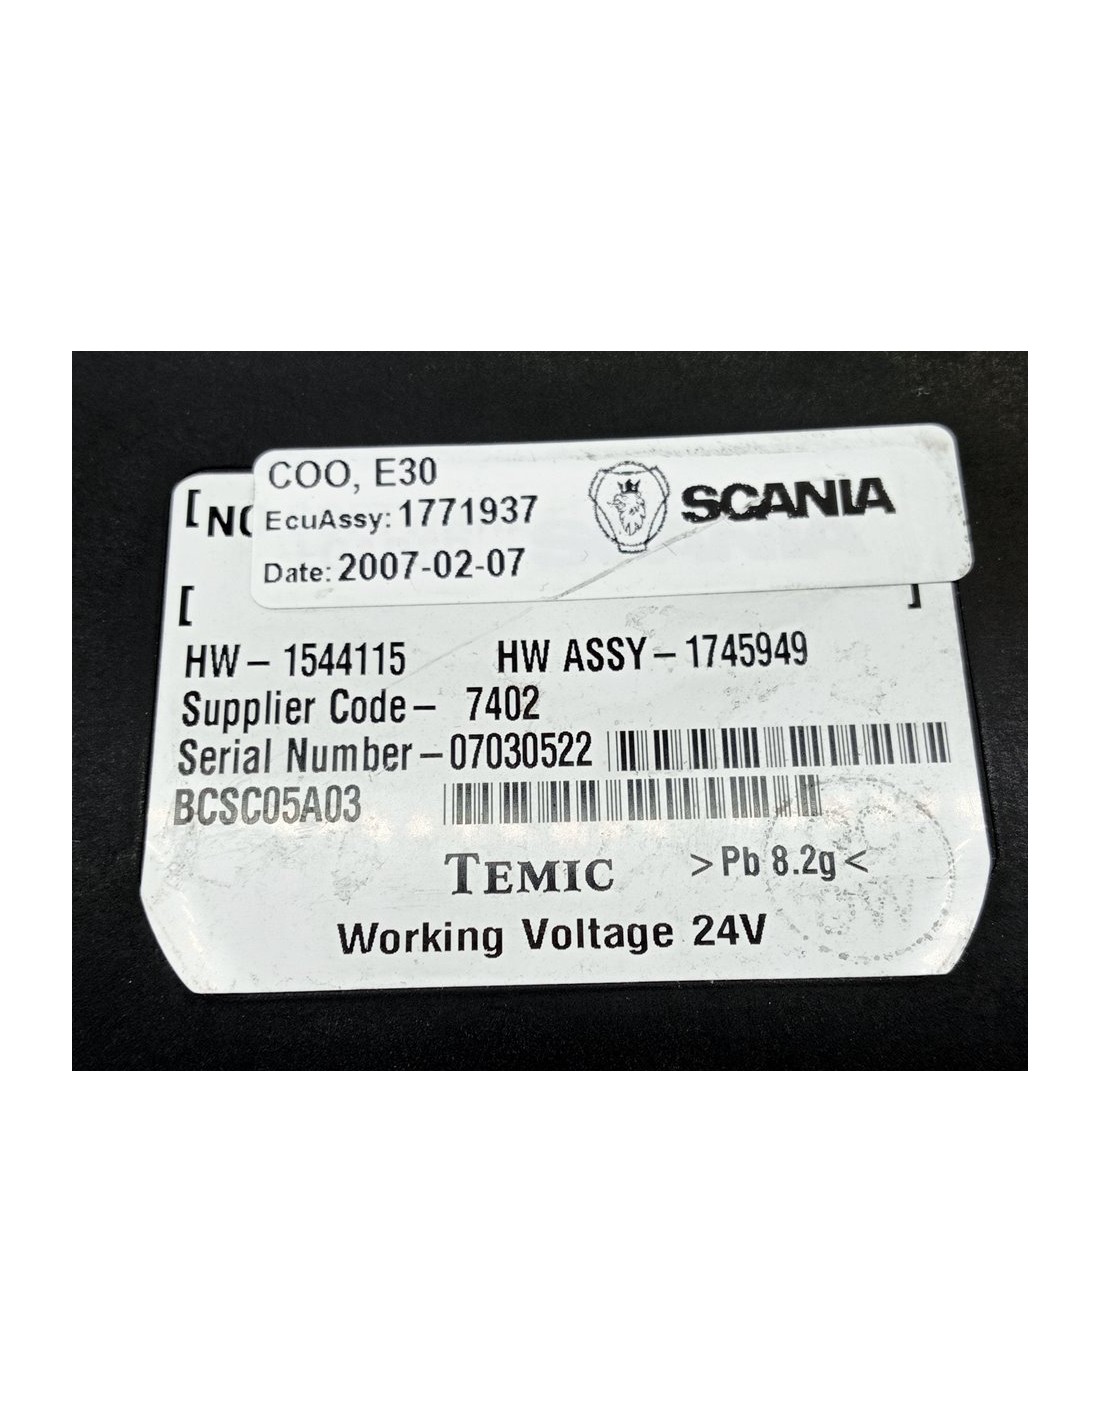 COO, E30
EcuAssy: 1771937
SCANIA
Date: 2007-02-07
[
[ ]
HW – 1544115 HW ASSY – 1745949
Supplier Code – 7402
Serial Number – 07030522
BCSC05A03
TEMIC >Pb 8.2g<
Working Voltage 24V